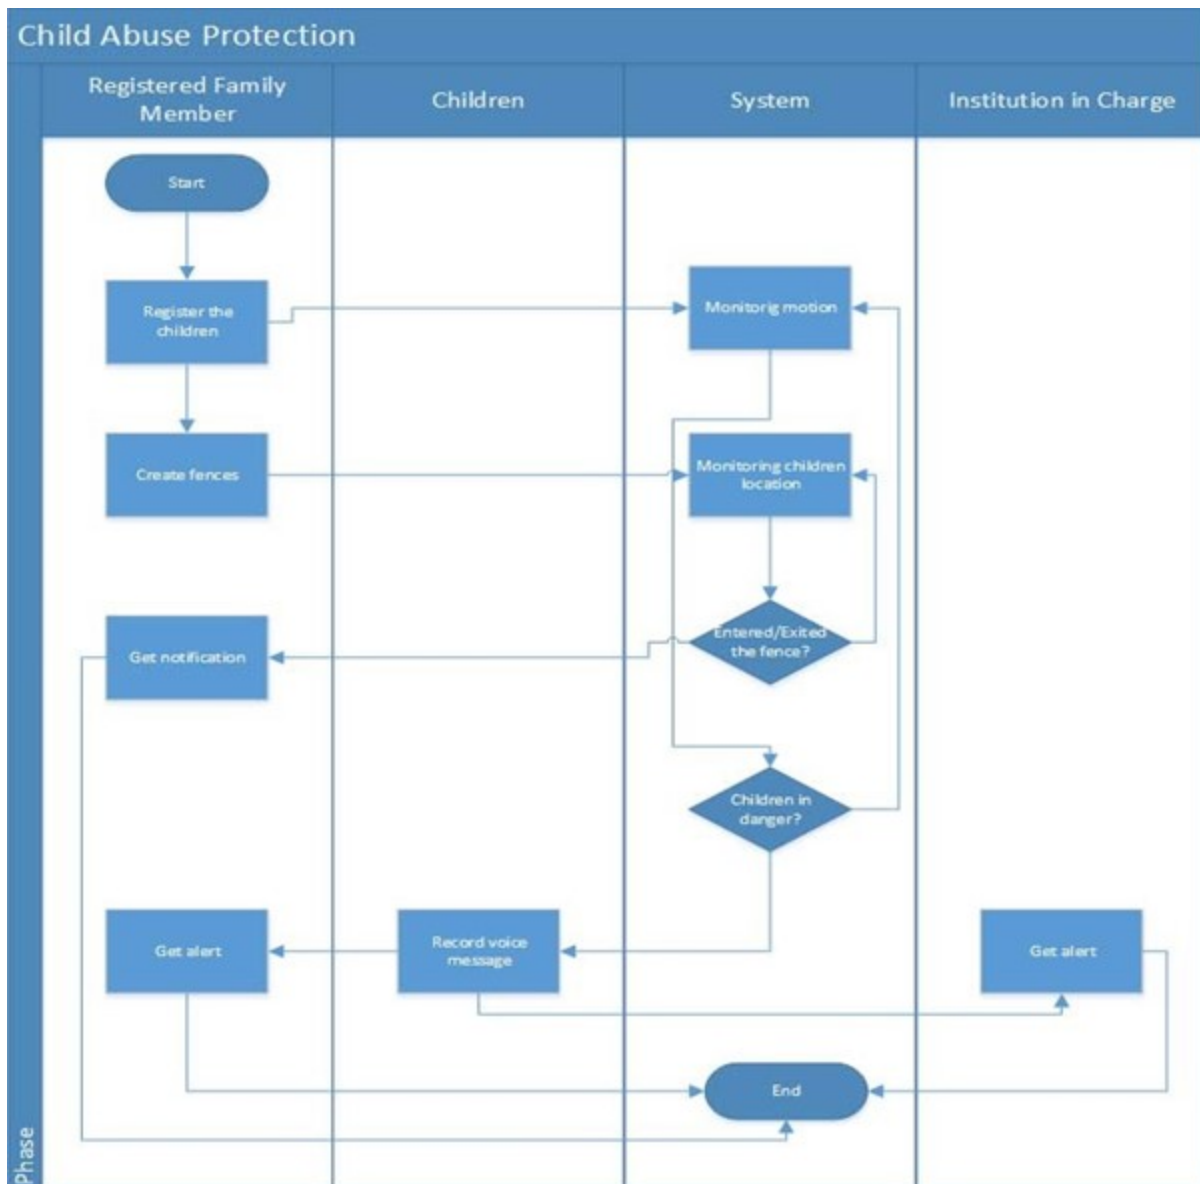 Child Abuse Protection
Registered Family
Member
Children
System
Institution in Charge
Start
Register the
children
Monitorig motion
Create fences
Monitoring children
location
Get notification
Entered/Exited
the fence?
Children in
danger?
Get alert
Record voice
message
Get alert
End
Phase